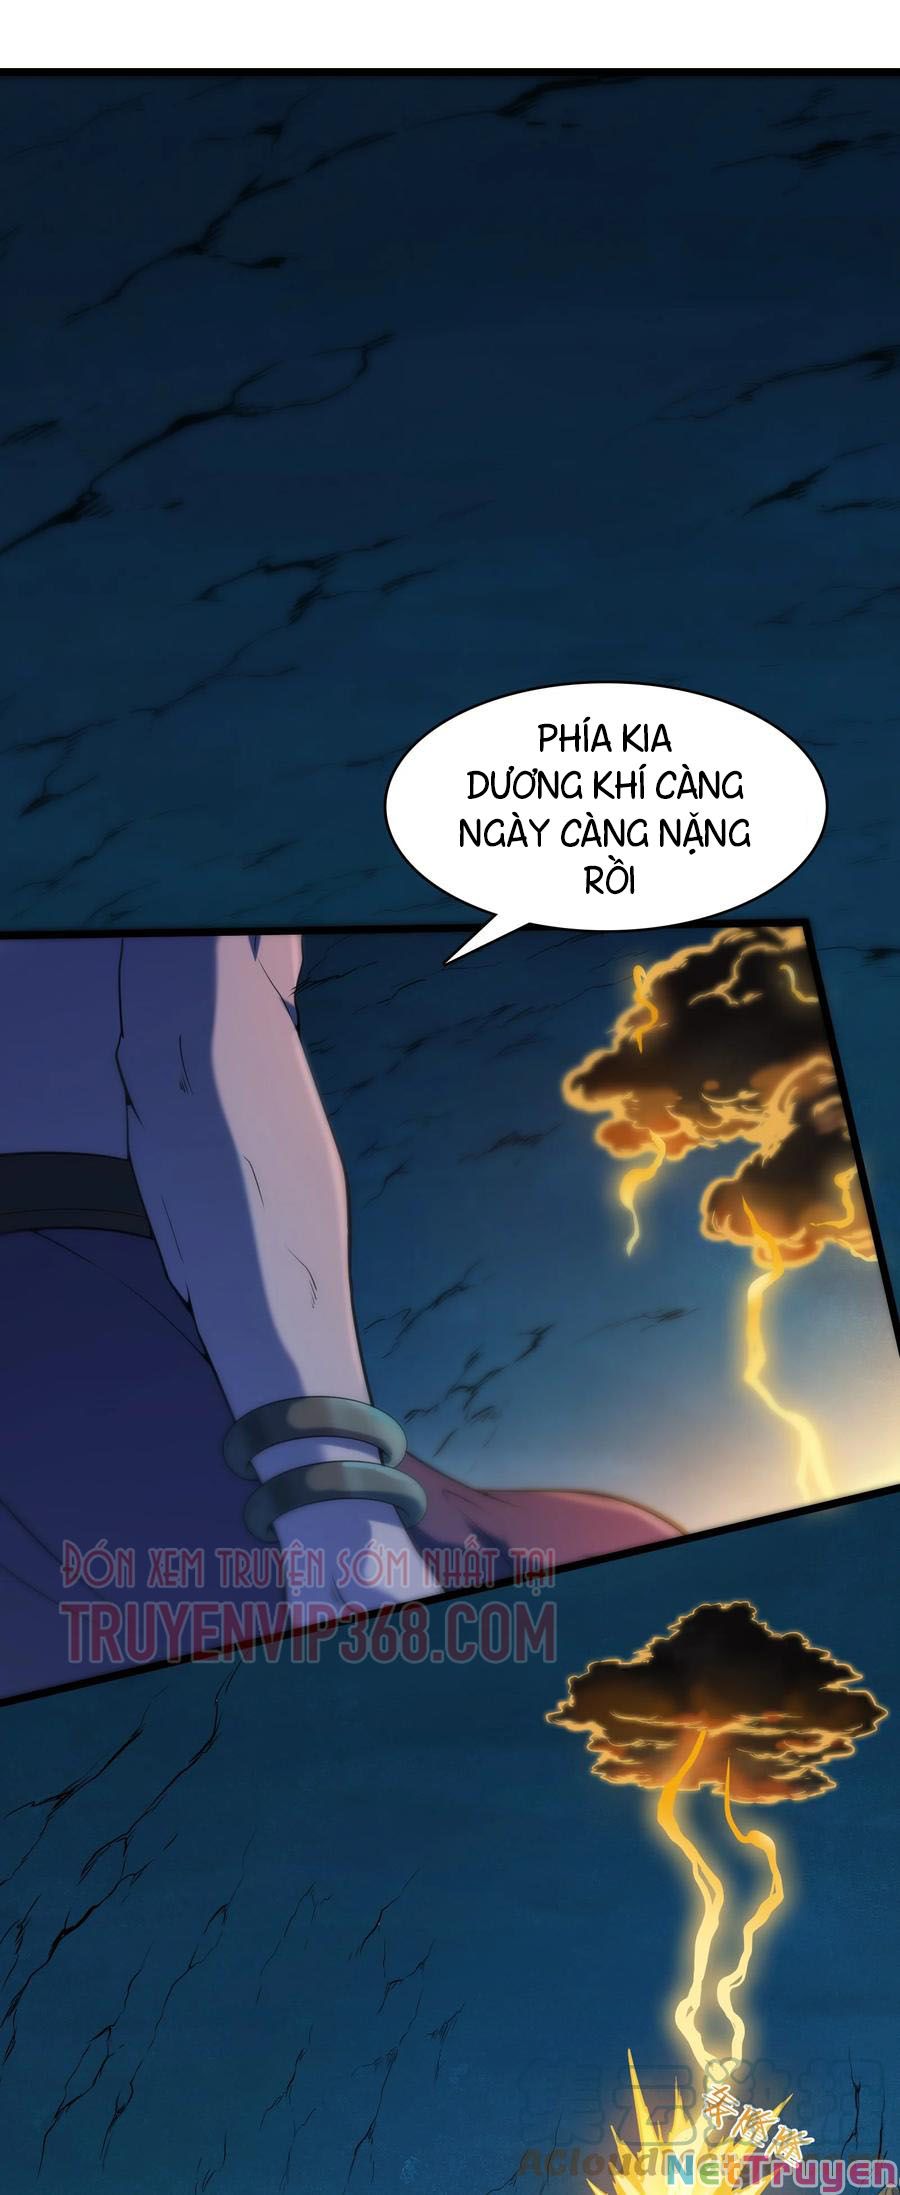 PHÍA KIA
DƯƠNG KHÍ CÀNG
NGÀY CÀNG NẶNG
RỒI
ĐÓN XEM TRUYỆN SỚM NHẤT TẠI
TRUYENVIP368.COM
NetTruyen